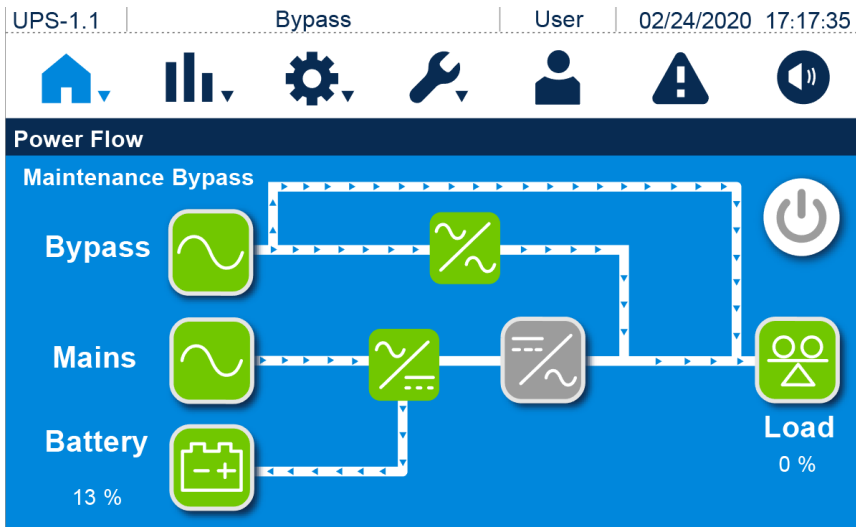 UPS-1.1 Bypass User 02/24/2020 17:17:35
Power Flow
Maintenance Bypass
Bypass
Mains
Battery
13 %
Load
0 %